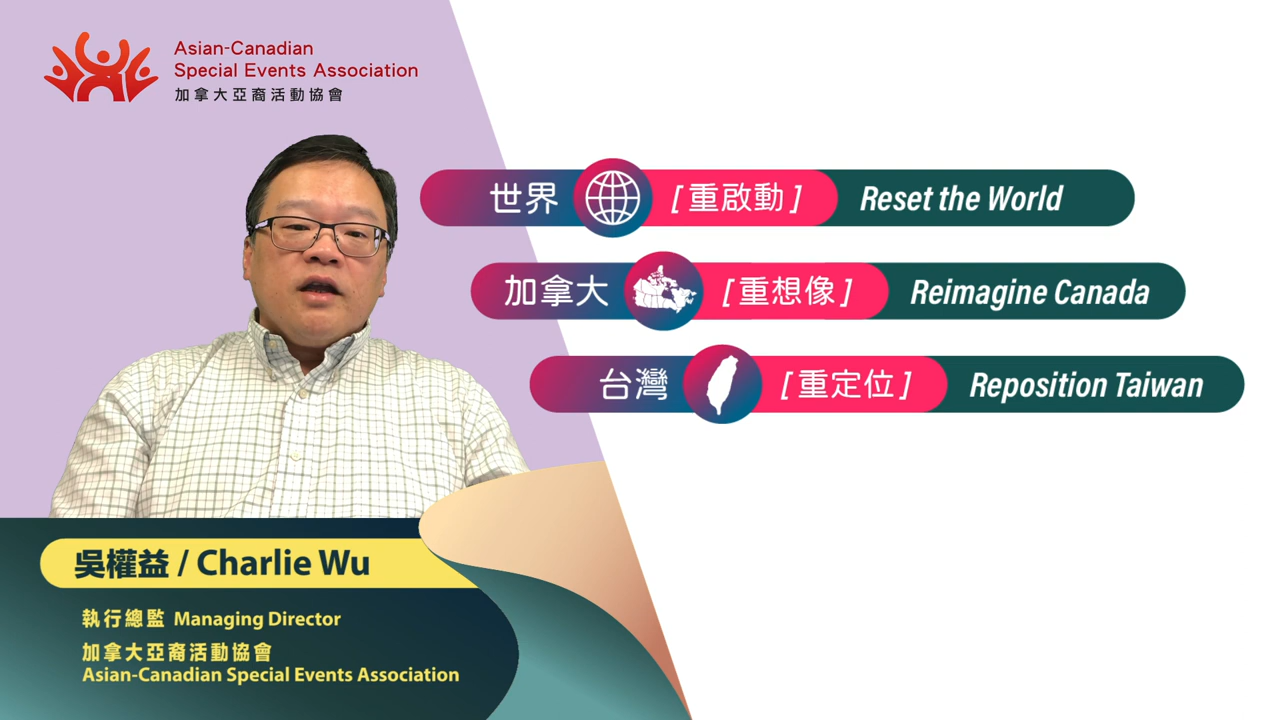 Asian-Canadian
Special Events Association
加拿大亞裔活動協會
世界 [重啟動] Reset the World
加拿大 [重想像] Reimagine Canada
台灣 [重定位] Reposition Taiwan
吳權益 / Charlie Wu
執行總監 Managing Director
加拿大亞裔活動協會
Asian-Canadian Special Events Association